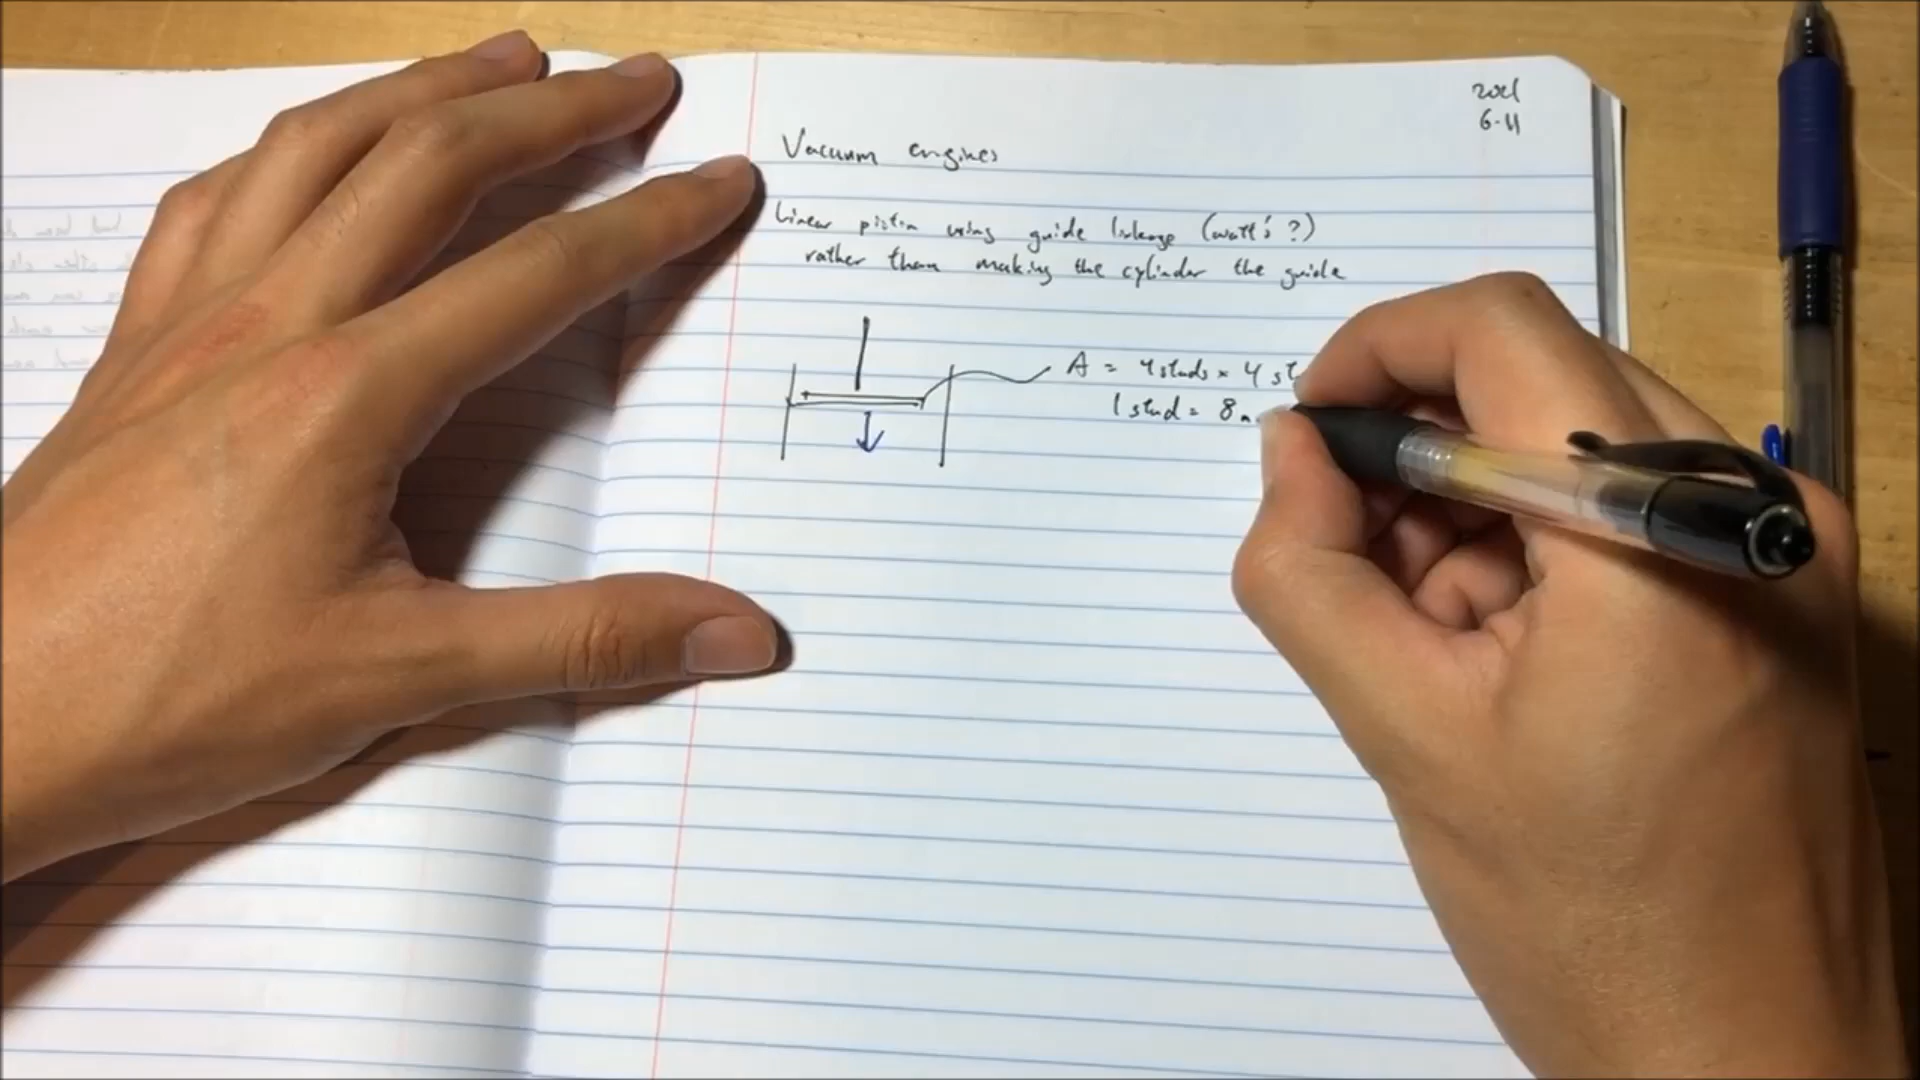 2021
6-11
Vacuum engines
Linear piston using guide linkage (watt's ?)
rather than making the cylinder the guide
A = 4 studs × 4 st
1 stud = 8 m